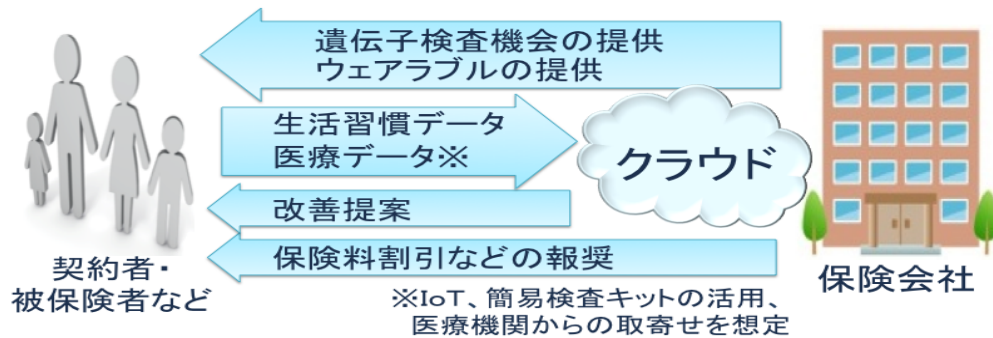 遺伝子検査機会の提供
ウェアラブルの提供
生活習慣データ
医療データ※
クラウド
改善提案
保険料割引などの報奨
契約者・
被保険者など
保険会社
※IoT、簡易検査キットの活用、
医療機関からの取寄せを想定